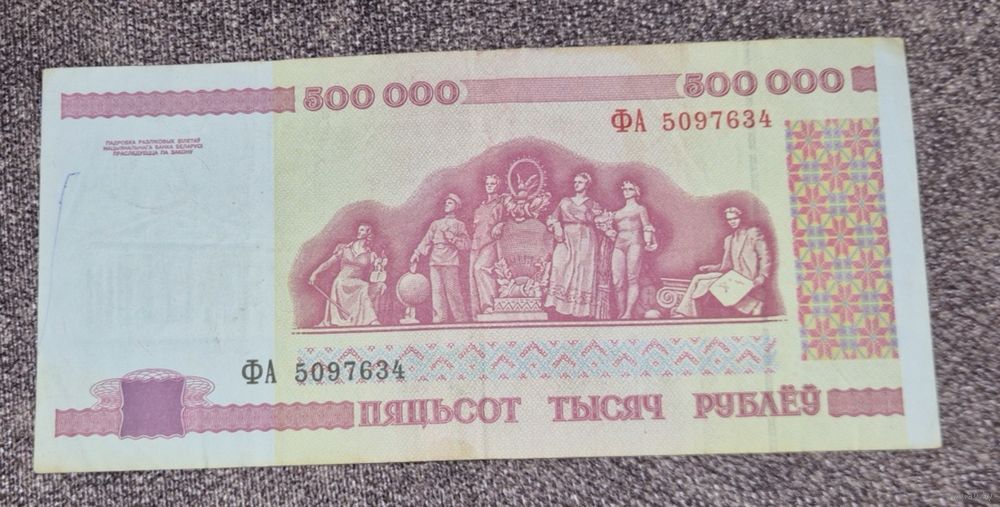 500 000 500 000
ФА 5097634
ПАДРОБКА РАЗЛІКОВЫХ БІЛЕТАЎ
НАЦЫЯНАЛЬНАГА БАНКА БЕЛАРУСІ
ПРАСЛЕДУЕЦЦА ПА ЗАКОНУ
ФА 5097634
ПЯЦЬСОТ ТЫСЯЧ РУБЛЁЎ